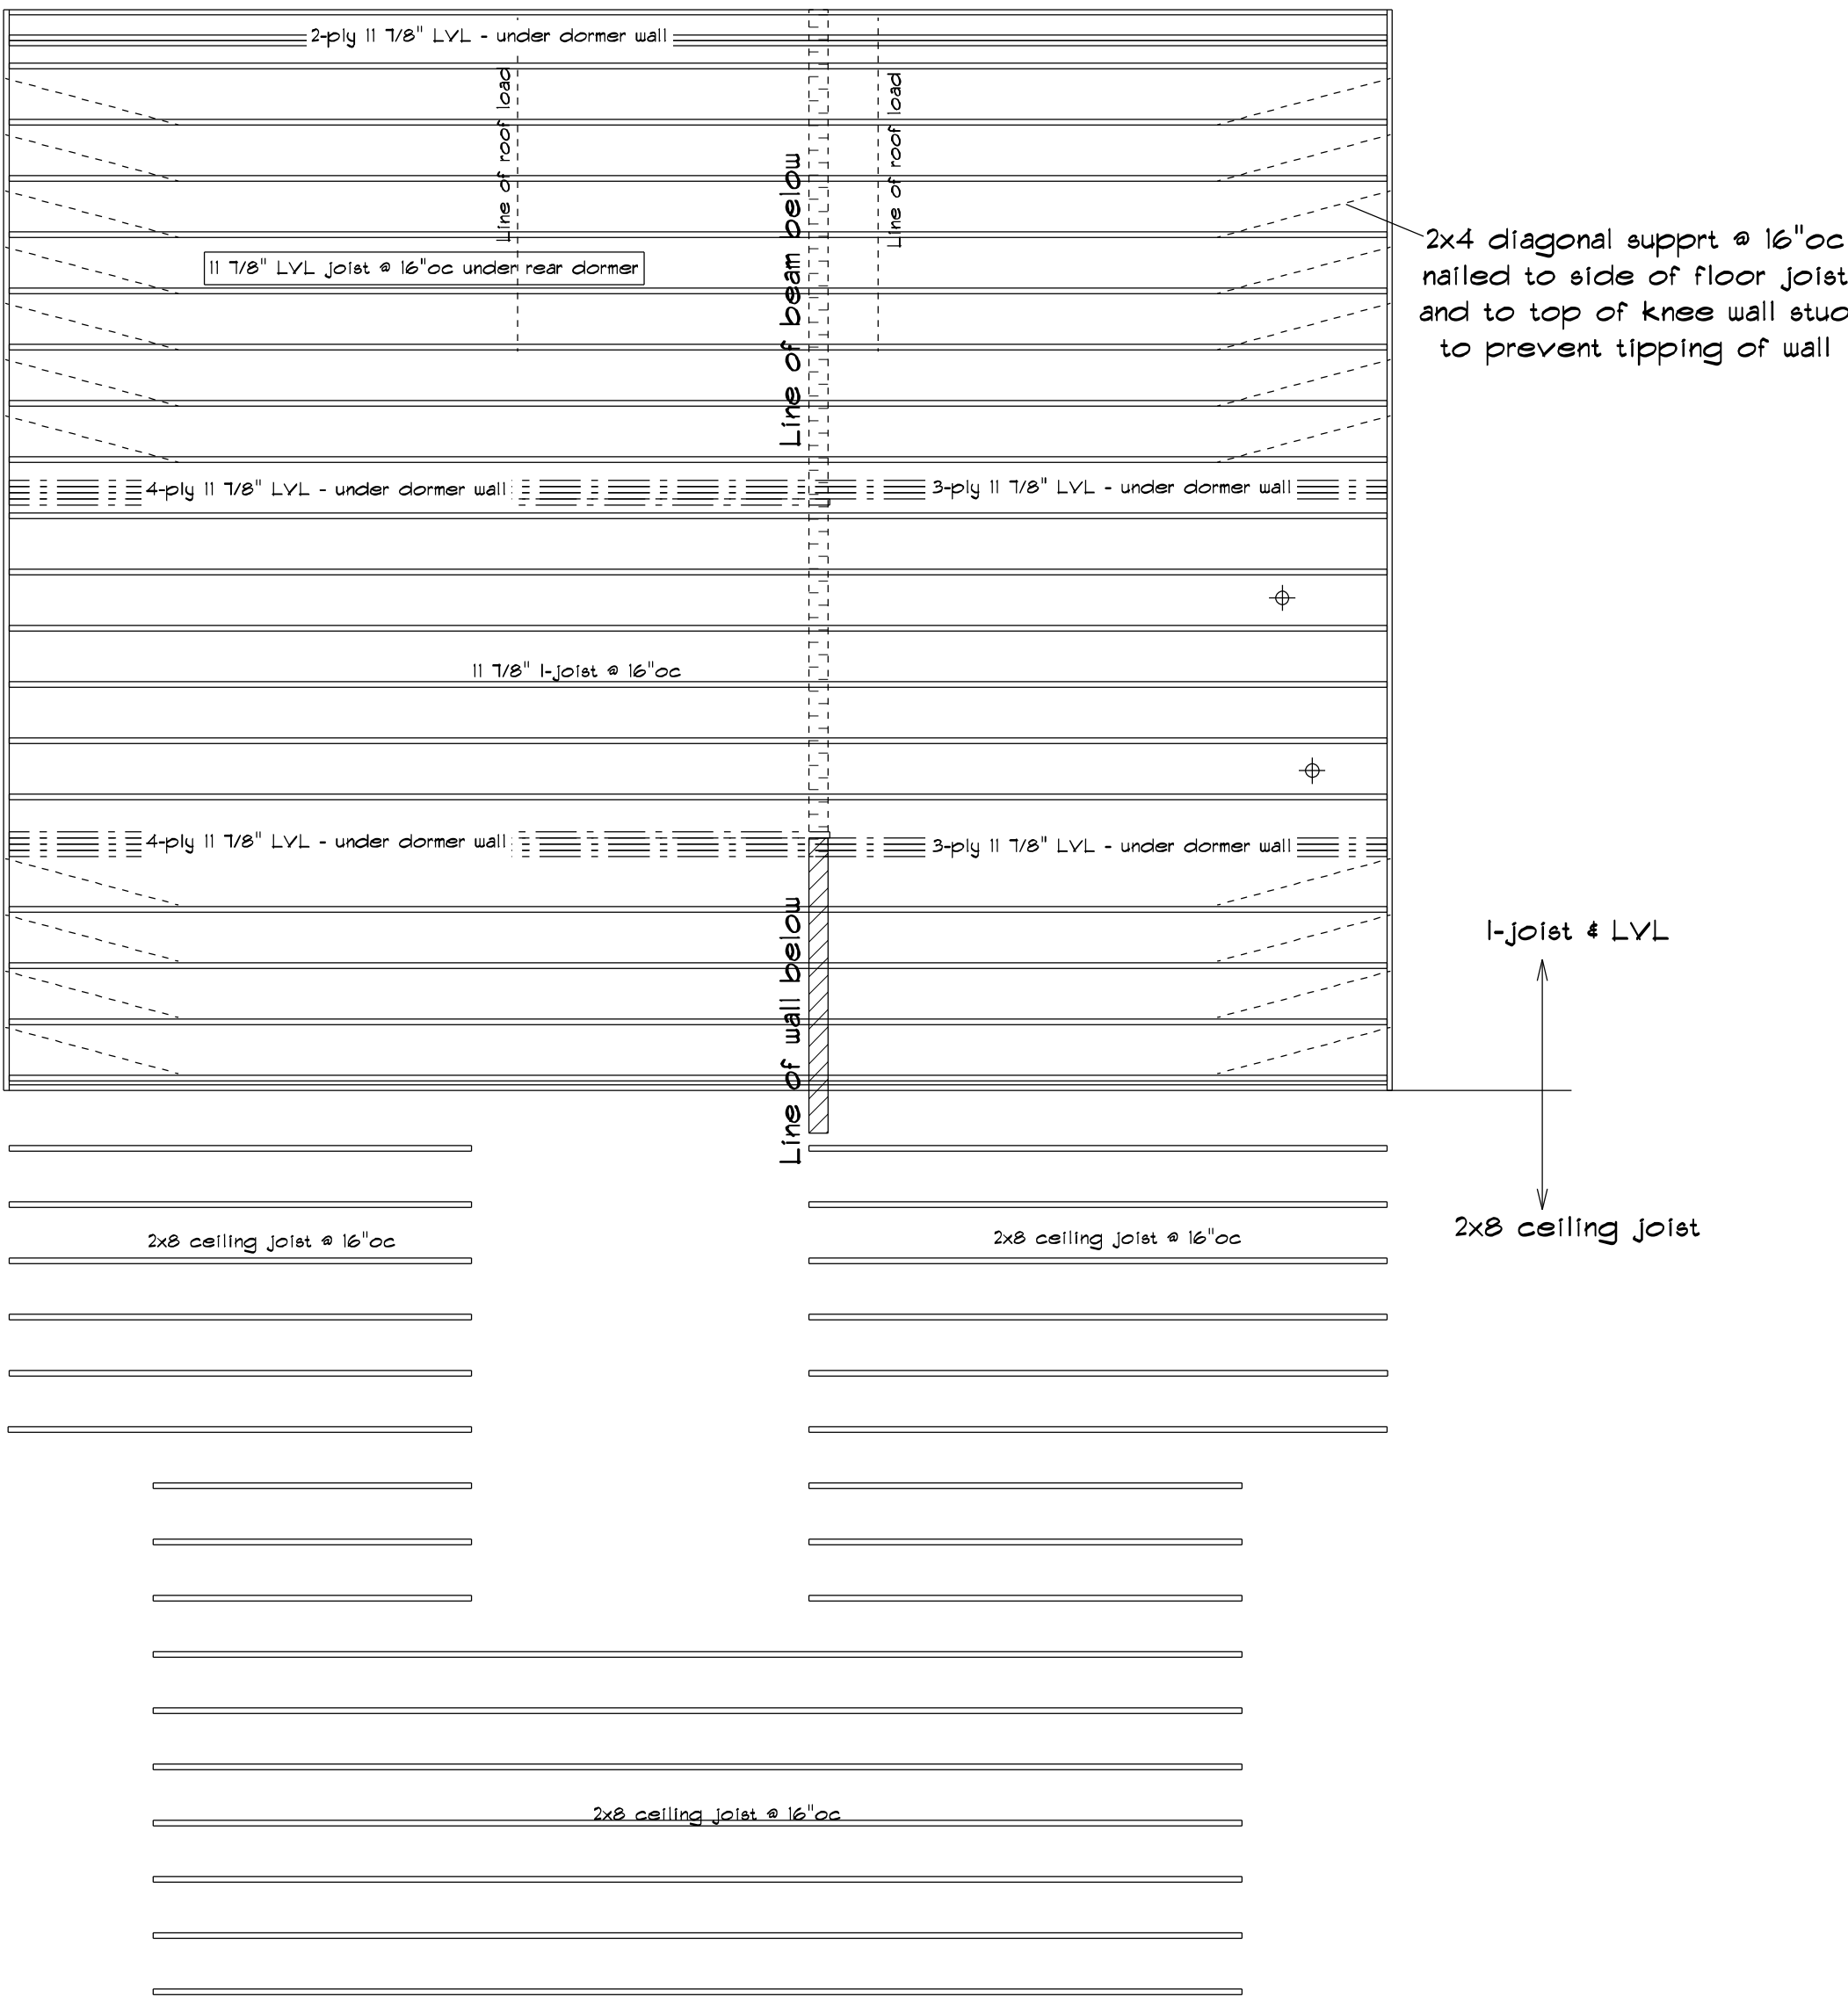 2-ply 11 7/8" LVL - under dormer wall
Line of roof load
Line of roof load
Line of beam below
2x4 diagonal supprt @ 16"oc
nailed to side of floor joist
and to top of knee wall stud
to prevent tipping of wall
11 7/8" LVL joist @ 16"oc under rear dormer
4-ply 11 7/8" LVL - under dormer wall
3-ply 11 7/8" LVL - under dormer wall
11 7/8" I-joist @ 16"oc
4-ply 11 7/8" LVL - under dormer wall
3-ply 11 7/8" LVL - under dormer wall
Line of wall below
I-joist & LVL
2x8 ceiling joist
2x8 ceiling joist @ 16"oc
2x8 ceiling joist @ 16"oc
2x8 ceiling joist @ 16"oc